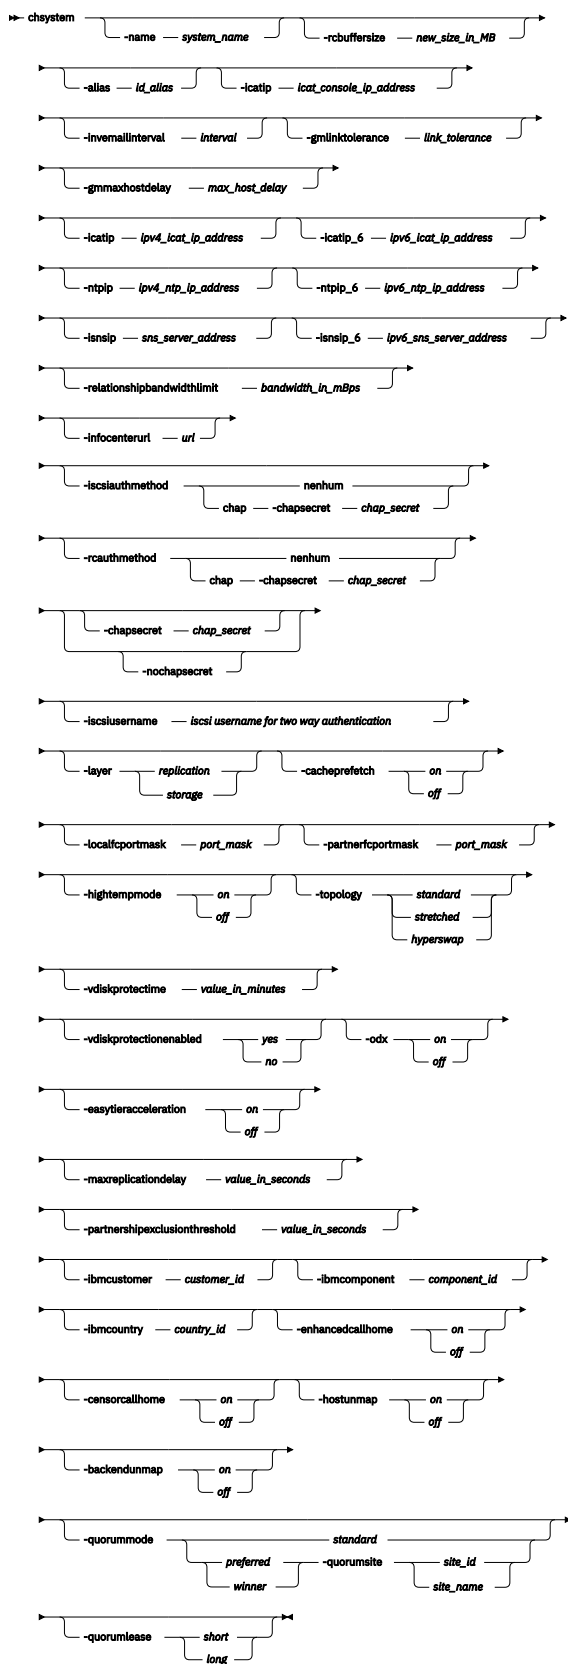 chsystem -name system_name -rcbuffersize new_size_in_MB
-alias id_alias -icatip icat_console_ip_address
-invemailinterval interval -gmlinktolerance link_tolerance
-gmmaxhostdelay max_host_delay
-icatip ipv4_icat_ip_address -icatip_6 ipv6_icat_ip_address
-ntpip ipv4_ntp_ip_address -ntpip_6 ipv6_ntp_ip_address
-isnsip sns_server_address -isnsip_6 ipv6_sns_server_address
-relationshipbandwidthlimit bandwidth_in_mBps
-infocenterurl url
-iscsiauthmethod nenhum
chap -chapsecret chap_secret
-rcauthmethod nenhum
chap -chapsecret chap_secret
-chapsecret chap_secret
-nochapsecret
-iscsiusername iscsi username for two way authentication
-layer replication -cacheprefetch on
storage off
-localfcportmask port_mask -partnerfcportmask port_mask
-hightempmode on -topology standard
off stretched
hyperswap
-vdiskprotectime value_in_minutes
-vdiskprotectionenabled yes -odx on
no off
-easytieracceleration on
off
-maxreplicationdelay value_in_seconds
-partnershipexclusionthreshold value_in_seconds
-ibmcustomer customer_id -ibmcomponent component_id
-ibmcountry country_id -enhancedcallhome on
off
-censorcallhome on -hostunmap on
off off
-backendunmap on
off
-quorummode standard
preferred -quorumsite site_id
winner site_name
-quorumlease short
long